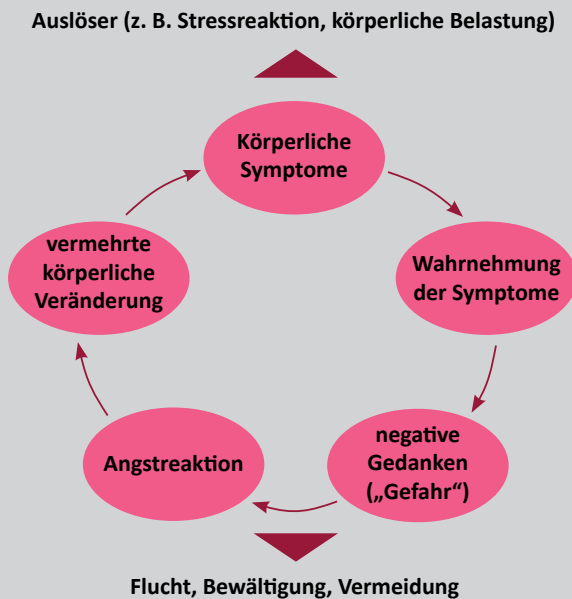 Auslöser (z. B. Stressreaktion, körperliche Belastung)
Körperliche
Symptome
Wahrnehmung
der Symptome
negative
Gedanken
(„Gefahr“)
Angstreaktion
vermehrte
körperliche
Veränderung
Flucht, Bewältigung, Vermeidung